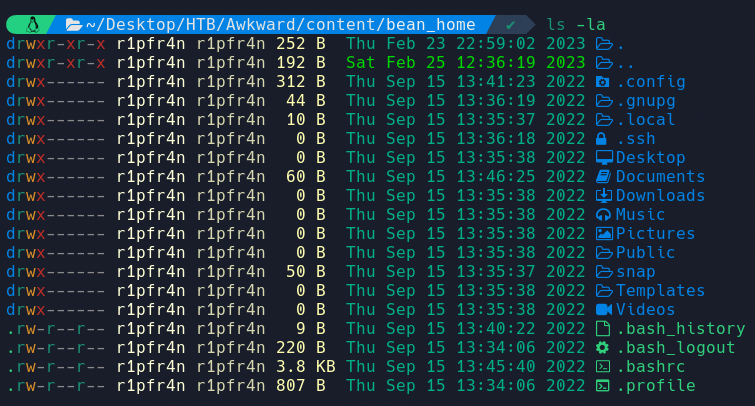 ~/Desktop/HTB/Awkward/content/bean_home ✔ ls -la
drwxr-xr-x r1pfr4n r1pfr4n 252 B Thu Feb 23 22:59:02 2023 .
drwxr-xr-x r1pfr4n r1pfr4n 192 B Sat Feb 25 12:36:19 2023 ..
drwx------ r1pfr4n r1pfr4n 312 B Thu Sep 15 13:41:23 2022 .config
drwx------ r1pfr4n r1pfr4n 44 B Thu Sep 15 13:36:19 2022 .gnupg
drwx------ r1pfr4n r1pfr4n 10 B Thu Sep 15 13:35:37 2022 .local
drwx------ r1pfr4n r1pfr4n 0 B Thu Sep 15 13:36:18 2022 .ssh
drwx------ r1pfr4n r1pfr4n 0 B Thu Sep 15 13:35:38 2022 Desktop
drwx------ r1pfr4n r1pfr4n 60 B Thu Sep 15 13:46:25 2022 Documents
drwx------ r1pfr4n r1pfr4n 0 B Thu Sep 15 13:35:38 2022 Downloads
drwx------ r1pfr4n r1pfr4n 0 B Thu Sep 15 13:35:38 2022 Music
drwx------ r1pfr4n r1pfr4n 0 B Thu Sep 15 13:35:38 2022 Pictures
drwx------ r1pfr4n r1pfr4n 0 B Thu Sep 15 13:35:38 2022 Public
drwx------ r1pfr4n r1pfr4n 50 B Thu Sep 15 13:35:37 2022 snap
drwx------ r1pfr4n r1pfr4n 0 B Thu Sep 15 13:35:38 2022 Templates
drwx------ r1pfr4n r1pfr4n 0 B Thu Sep 15 13:35:38 2022 Videos
.rw-r--r-- r1pfr4n r1pfr4n 9 B Thu Sep 15 13:40:22 2022 .bash_history
.rw-r--r-- r1pfr4n r1pfr4n 220 B Thu Sep 15 13:34:06 2022 .bash_logout
.rw-r--r-- r1pfr4n r1pfr4n 3.8 KB Thu Sep 15 13:45:40 2022 .bashrc
.rw-r--r-- r1pfr4n r1pfr4n 807 B Thu Sep 15 13:34:06 2022 .profile